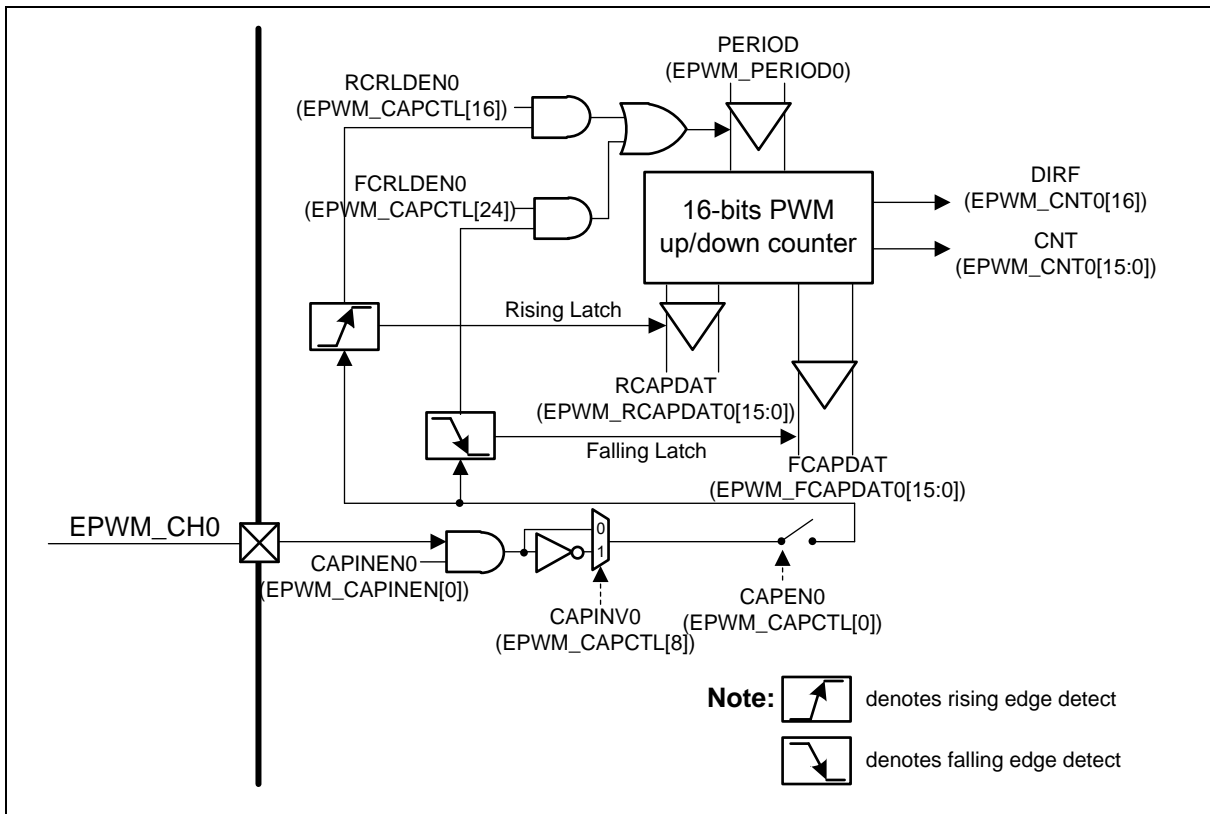 PERIOD
(EPWM_PERIOD0)
RCRLDEN0
(EPWM_CAPCTL[16])
FCRLDEN0
(EPWM_CAPCTL[24])
16-bits PWM
up/down counter
DIRF
(EPWM_CNT0[16])
CNT
(EPWM_CNT0[15:0])
Rising Latch
RCAPDAT
(EPWM_RCAPDAT0[15:0])
Falling Latch
FCAPDAT
(EPWM_FCAPDAT0[15:0])
EPWM_CH0
0
1
CAPINEN0
(EPWM_CAPINEN[0])
CAPINV0
(EPWM_CAPCTL[8])
CAPEN0
(EPWM_CAPCTL[0])
Note: denotes rising edge detect
denotes falling edge detect